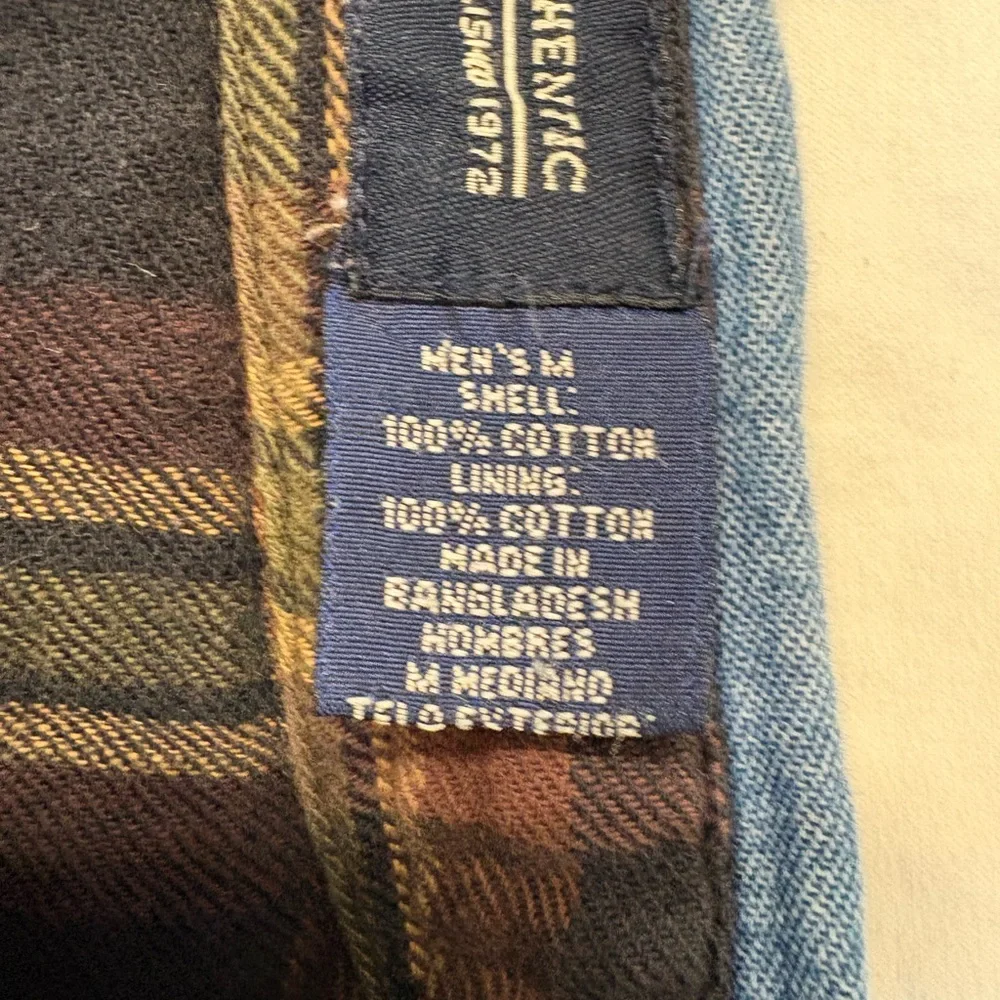 1972
MEN'S M
SHELL:
100% COTTON
LINING:
100% COTTON
MADE IN
BANGLADESH
HOMBRES
M MEDIANO
TELA EXTERIOR: